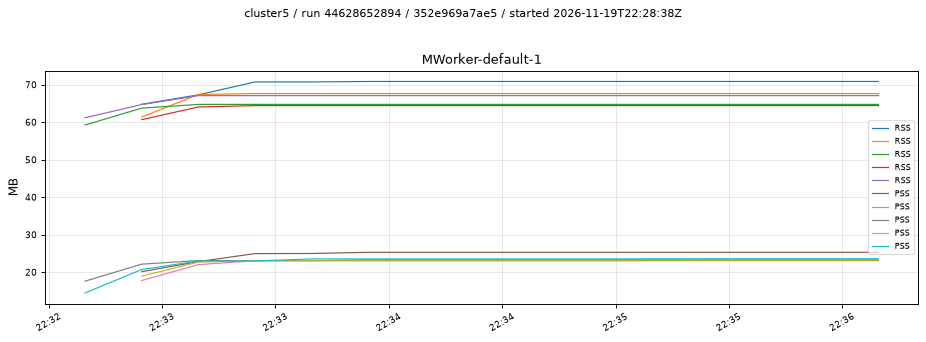 cluster5 / run 44628652894 / 352e969a7ae5 / started 2026-11-19T22:28:38Z
MWorker-default-1
MB
70
60
50
40
30
20
RSS
RSS
RSS
RSS
RSS
PSS
PSS
PSS
PSS
PSS
22:32
22:33
22:33
22:34
22:34
22:35
22:35
22:36